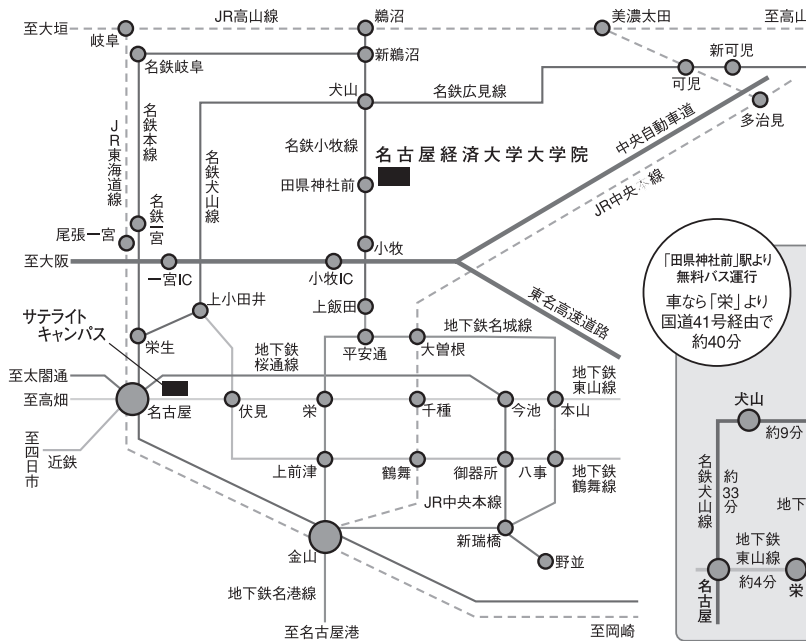 至大垣
JR高山線
鵜沼
美濃太田
至高山
岐阜
名鉄岐阜
新鵜沼
新可児
可児
犬山
名鉄広見線
多治見
中央自動車道
JR中央本線
名鉄本線
JR東海道線
名鉄犬山線
名鉄小牧線
名古屋経済大学大学院
田県神社前
尾張一宮
名鉄一宮
至大阪
一宮IC
小牧IC
小牧
東名高速道路
上小田井
上飯田
サテライト
キャンパス
栄生
地下鉄
桜通線
平安通
大曽根
地下鉄名城線
至太閤通
至高畑
名古屋
伏見
栄
千種
今池
本山
地下鉄
東山線
至四日市
近鉄
上前津
鶴舞
御器所
八事
地下鉄
鶴舞線
JR中央本線
金山
新瑞橋
野並
地下鉄名港線
至名古屋港
至岡崎
「田県神社前」駅より
無料バス運行
車なら「栄」より
国道41号経由で
約40分
犬山
約9分
名鉄犬山線
約33分
地下
地下鉄
東山線
約4分
名古屋
栄